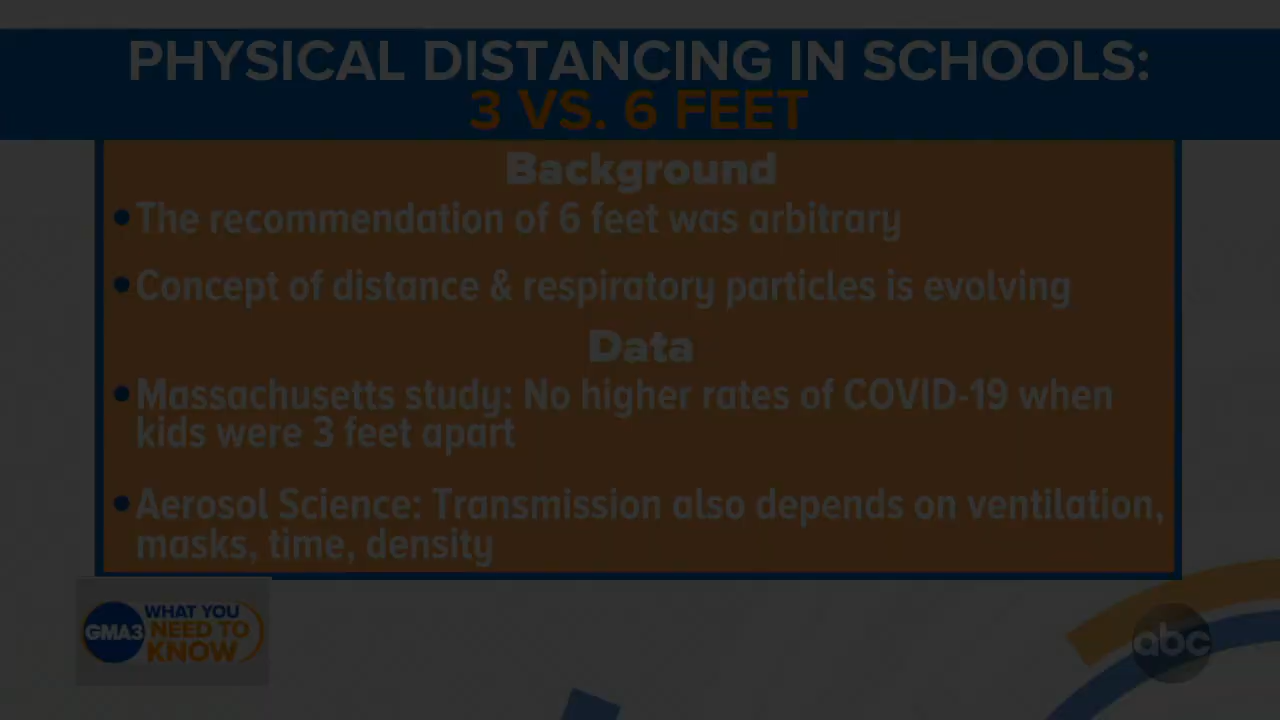 PHYSICAL DISTANCING IN SCHOOLS:
3 VS. 6 FEET
Background
• The recommendation of 6 feet was arbitrary
• Concept of distance & respiratory particles is evolving
Data
• Massachusetts study: No higher rates of COVID-19 when
kids were 3 feet apart
• Aerosol Science: Transmission also depends on ventilation,
masks, time, density
GMA3
WHAT YOU
NEED TO
KNOW
abc